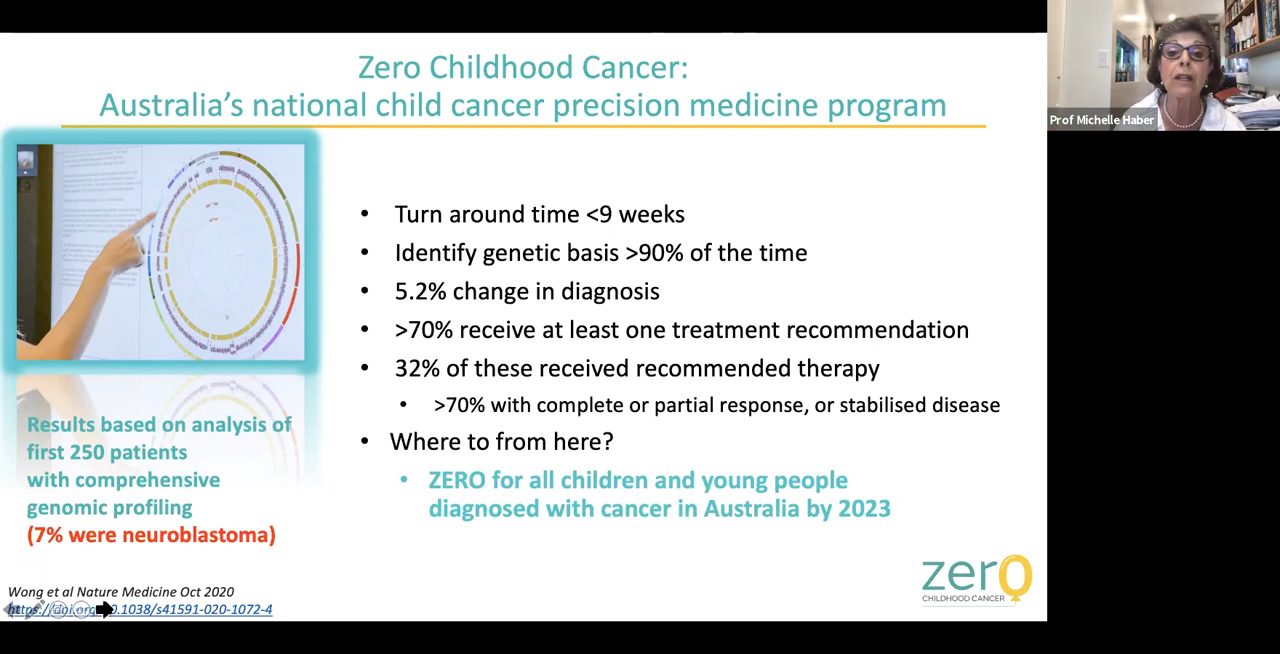 Zero Childhood Cancer:
Australia's national child cancer precision medicine program
Prof Michelle Haber
• Turn around time <9 weeks
• Identify genetic basis >90% of the time
• 5.2% change in diagnosis
• >70% receive at least one treatment recommendation
• 32% of these received recommended therapy
• >70% with complete or partial response, or stabilised disease
• Where to from here?
• ZERO for all children and young people
diagnosed with cancer in Australia by 2023
Results based on analysis of
first 250 patients
with comprehensive
genomic profiling
(7% were neuroblastoma)
Wong et al Nature Medicine Oct 2020
https://doi.org 0.1038/s41591-020-1072-4
zero
CHILDHOOD CANCER